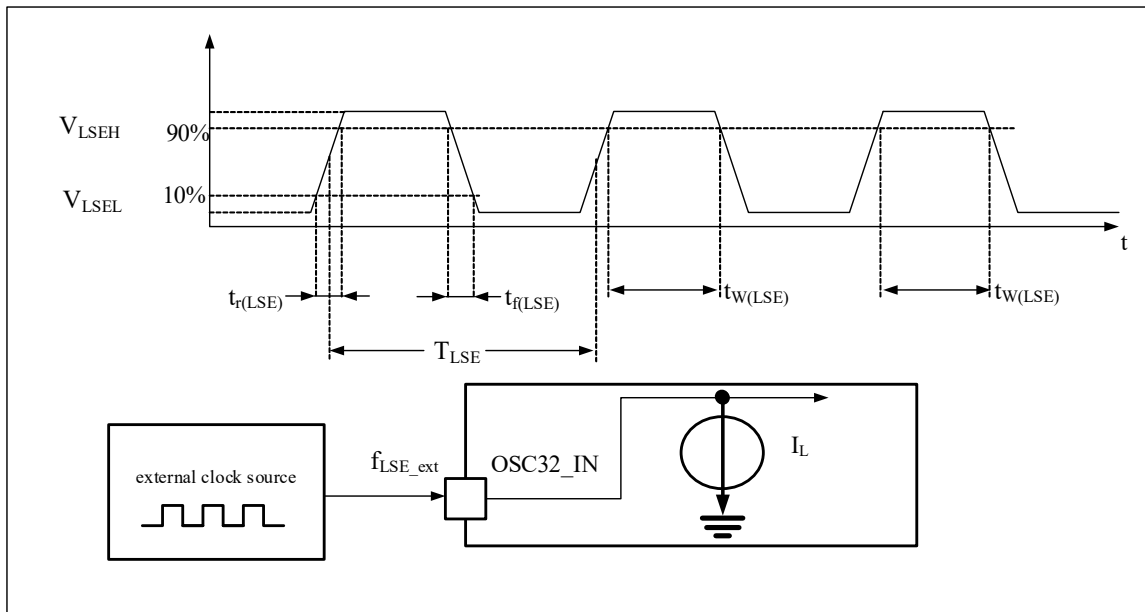 V_LSEH
90%
V_LSEL
10%
t
t_r(LSE)
t_f(LSE)
t_W(LSE)
t_W(LSE)
T_LSE
external clock source
f_LSE_ext
OSC32_IN
I_L